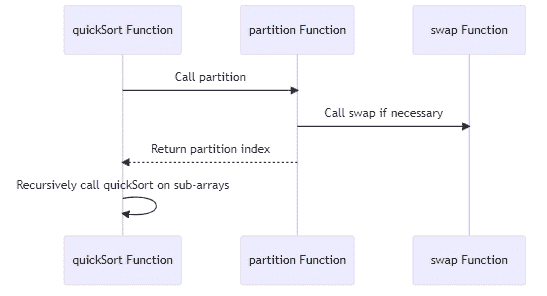 quickSort Function
partition Function
swap Function
Call partition
Call swap if necessary
Return partition index
Recursively call quickSort on sub-arrays
quickSort Function
partition Function
swap Function